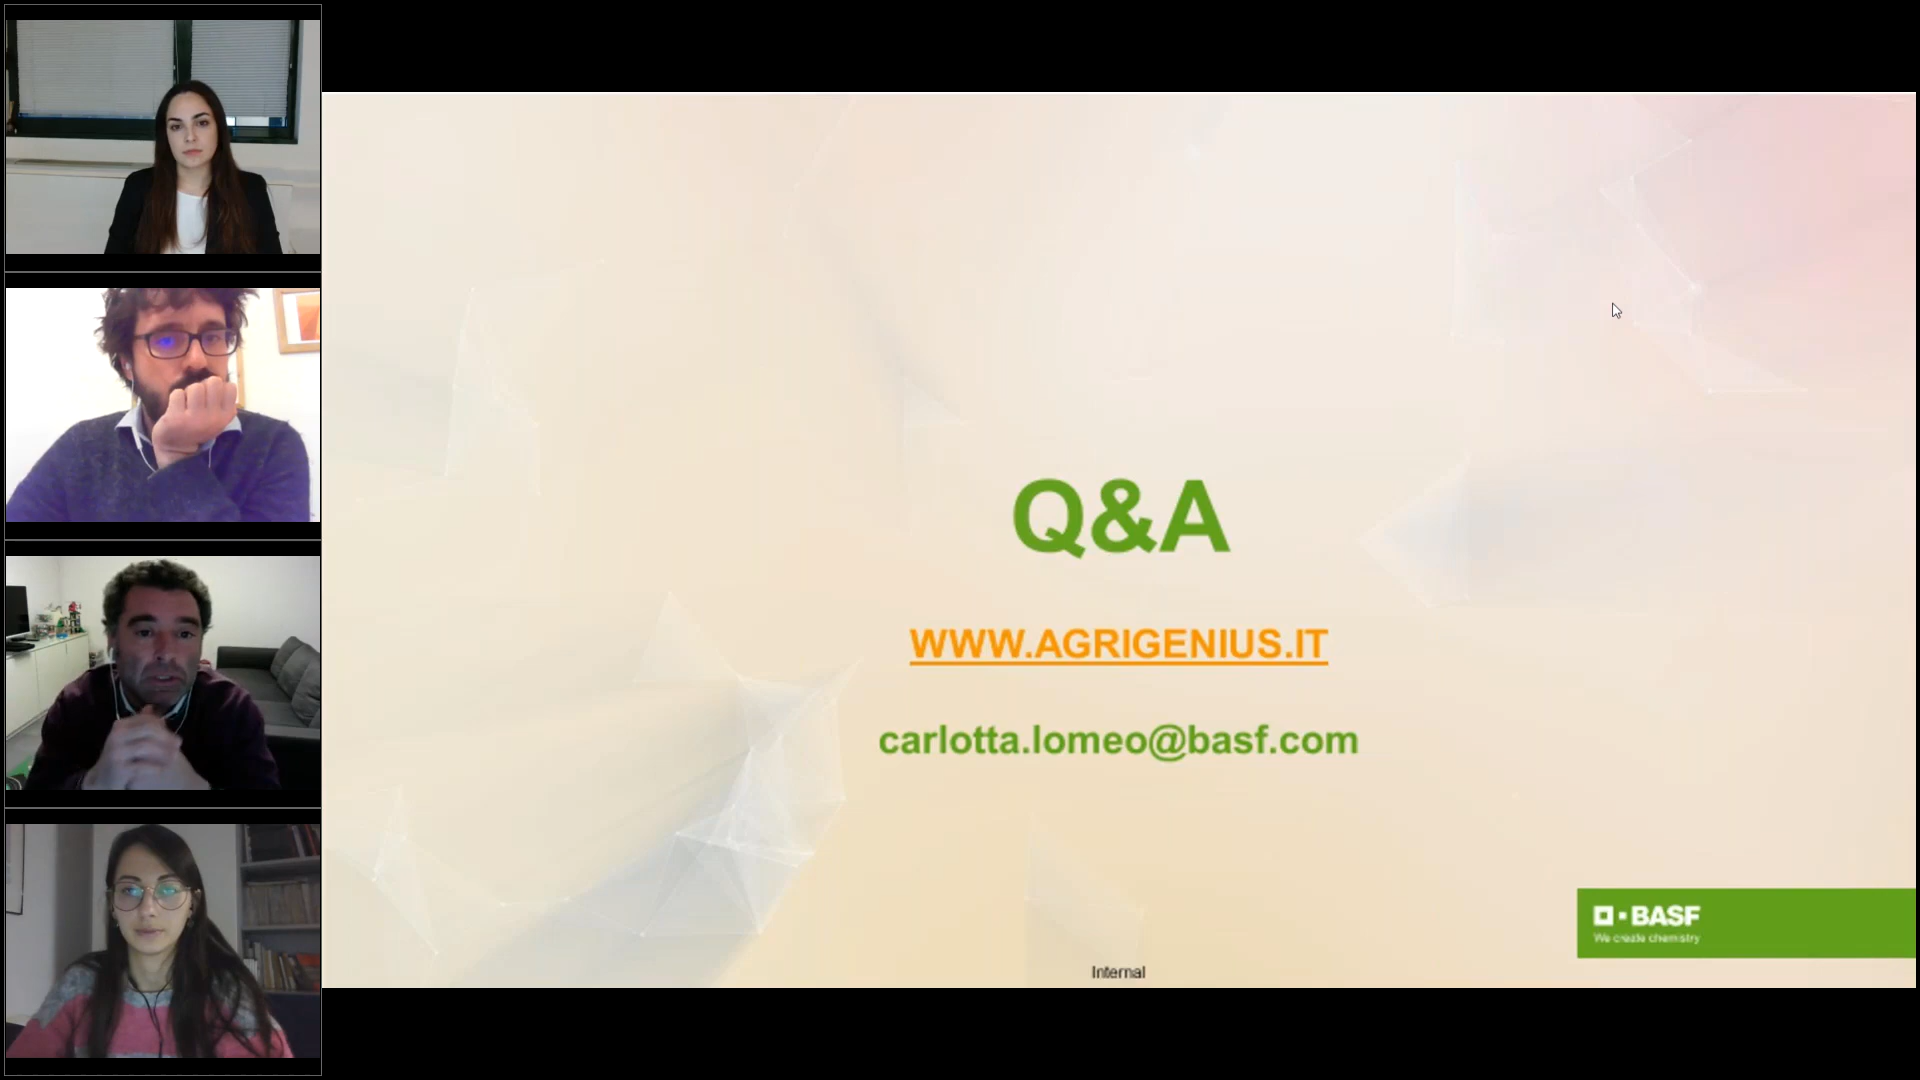 Q&A
WWW.AGRIGENIUS.IT
carlotta.lomeo@basf.com
BASF
We create chemistry
Internal